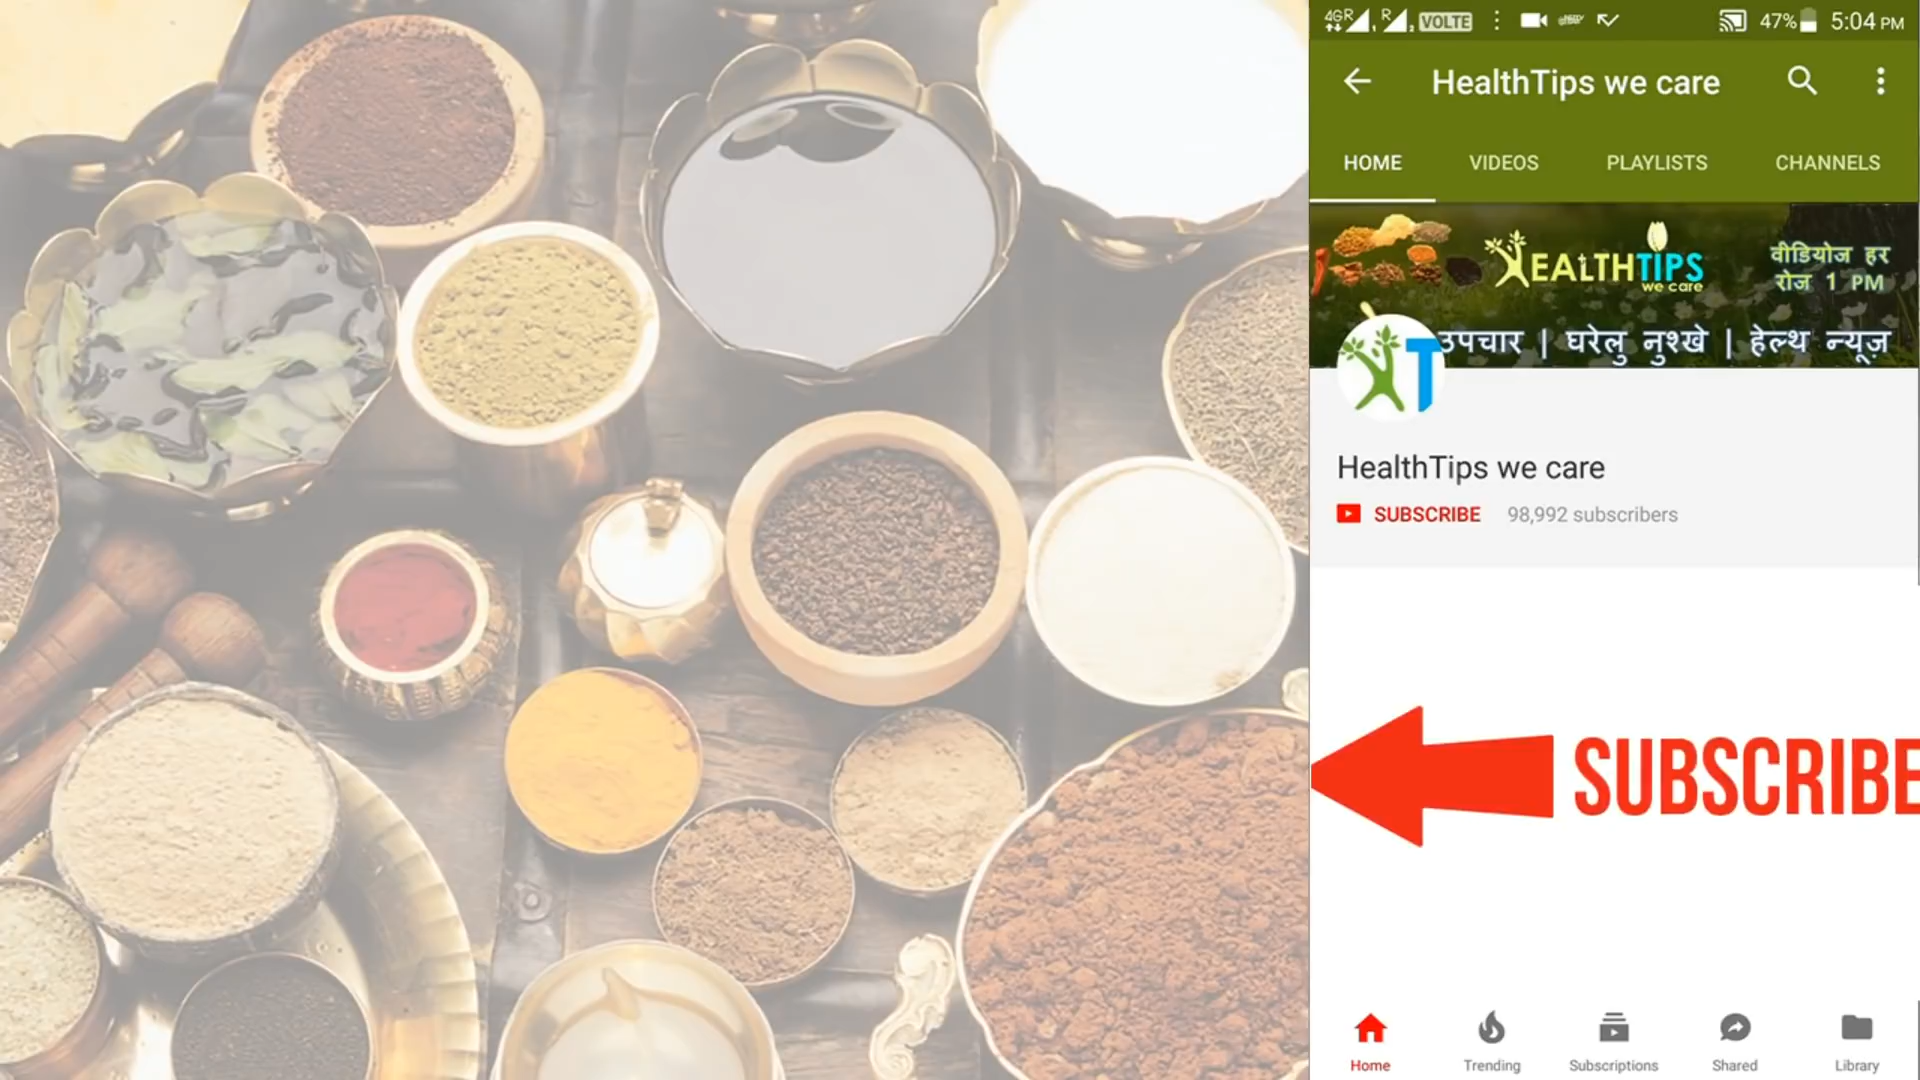 4G R R VOLTE 47% 5:04 PM
HealthTips we care
HOME VIDEOS PLAYLISTS CHANNELS
HEALTHTIPS
we care
वीडियोज हर
रोज 1 PM
उपचार | घरेलु नुश्खे | हेल्थ न्यूज़
T
HealthTips we care
SUBSCRIBE 98,992 subscribers
SUBSCRIBE
Home Trending Subscriptions Shared Library